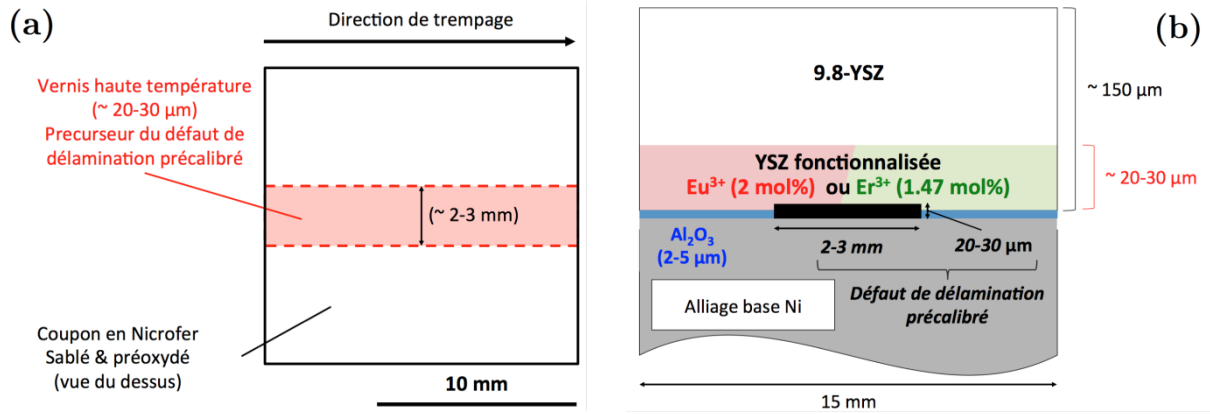 (a)
Direction de trempage
Vernis haute température
(~ 20-30 µm)
Precurseur du défaut de
délamination précalibré
(~ 2-3 mm)
Coupon en Nicrofer
Sablé & préoxydé
(vue du dessus)
10 mm
(b)
9.8-YSZ
~ 150 µm
YSZ fonctionnalisée
Eu³⁺ (2 mol%) ou Er³⁺ (1.47 mol%)
~ 20-30 µm
Al₂O₃
(2-5 µm)
2-3 mm
20-30 µm
Défaut de délamination
précalibré
Alliage base Ni
15 mm